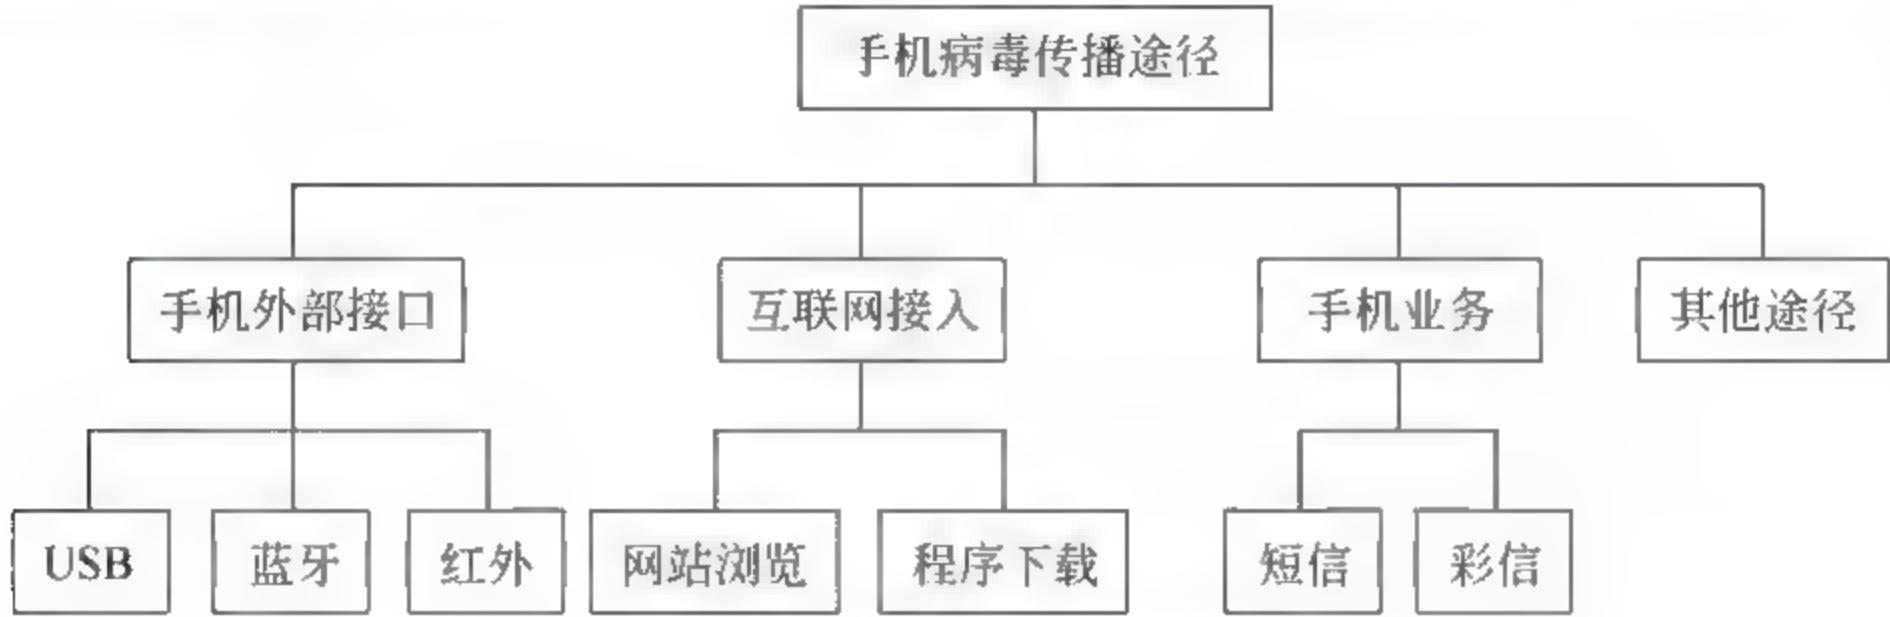 手机病毒传播途径
手机外部接口
互联网接入
手机业务
其他途径
USB
蓝牙
红外
网站浏览
程序下载
短信
彩信